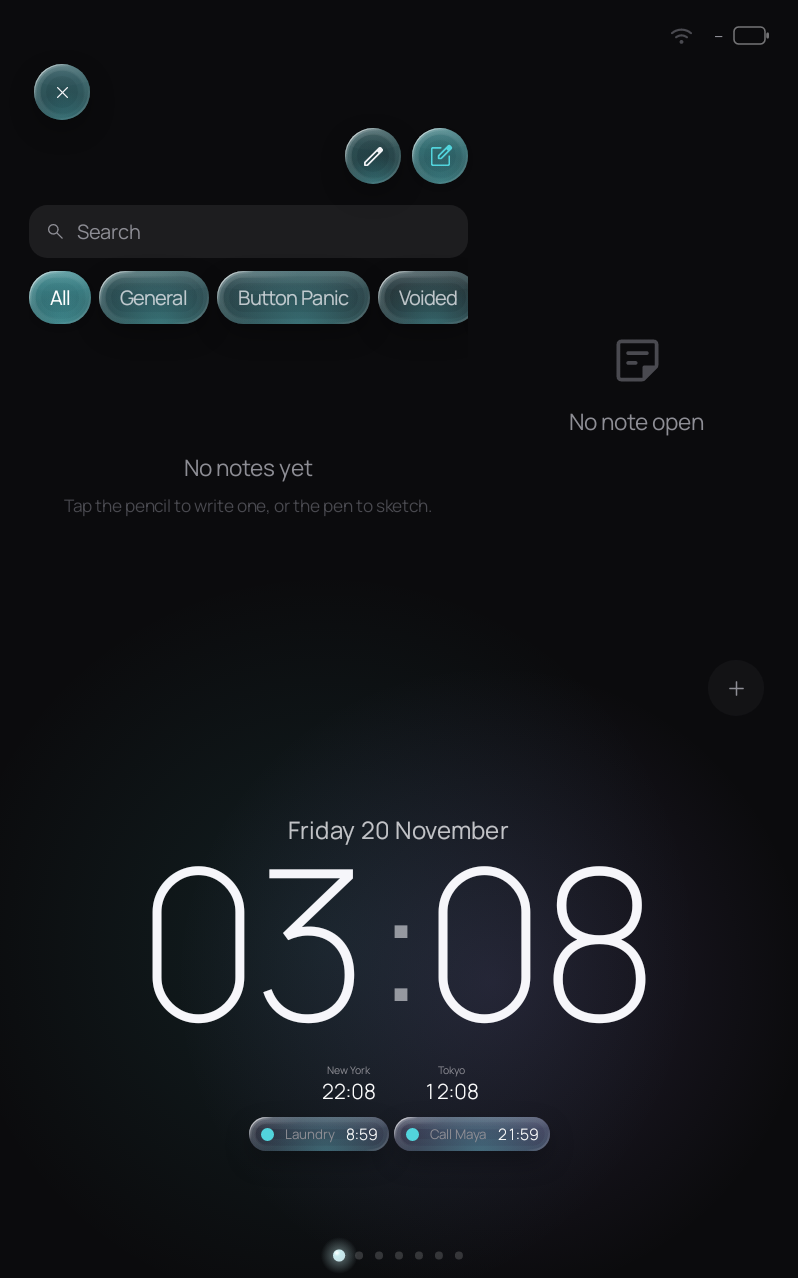 –
Search
All General Button Panic Voided
No note open
No notes yet
Tap the pencil to write one, or the pen to sketch.
Friday 20 November
03:08
New York Tokyo
22:08 12:08
Laundry 8:59 Call Maya 21:59